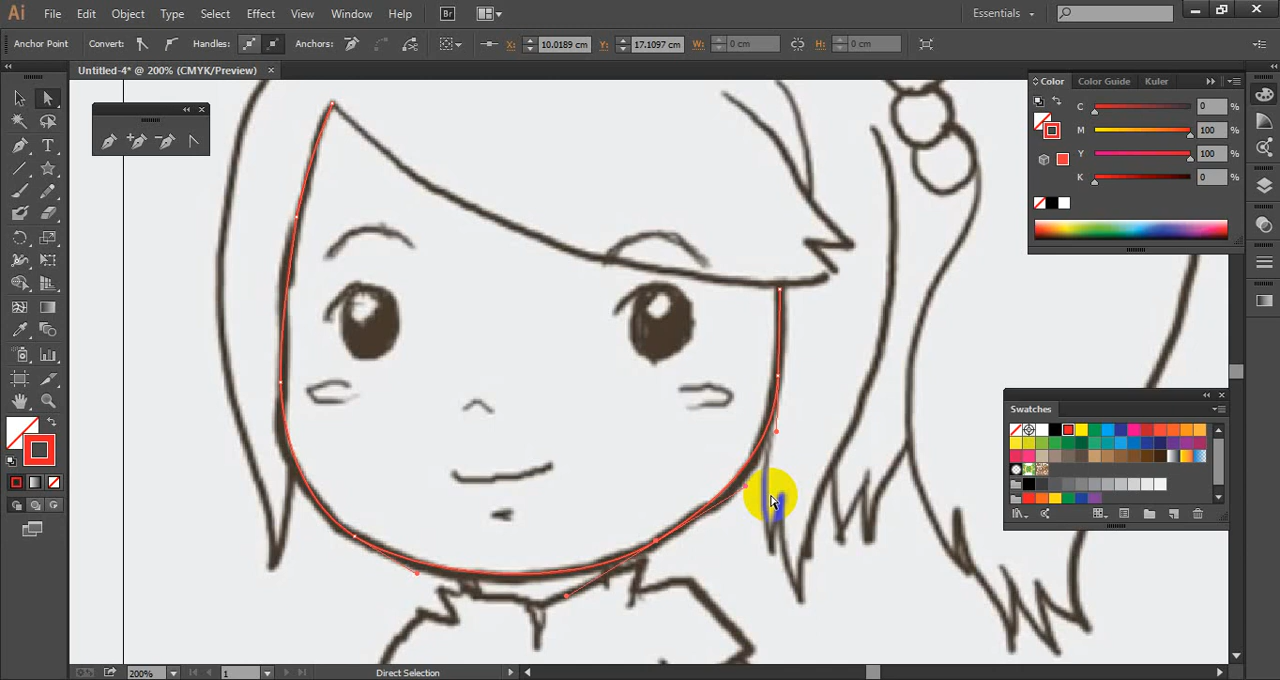 Ai File Edit Object Type Select Effect View Window Help Br Essentials
Anchor Point Convert: Handles: Anchors: X: 10.0189 cm Y: 17.1097 cm W: 0 cm H: 0 cm
Untitled-4* @ 200% (CMYK/Preview) ×
Color Color Guide Kuler
C 0 %
M 100 %
Y 100 %
K 0 %
Swatches
200% 1 Direct Selection